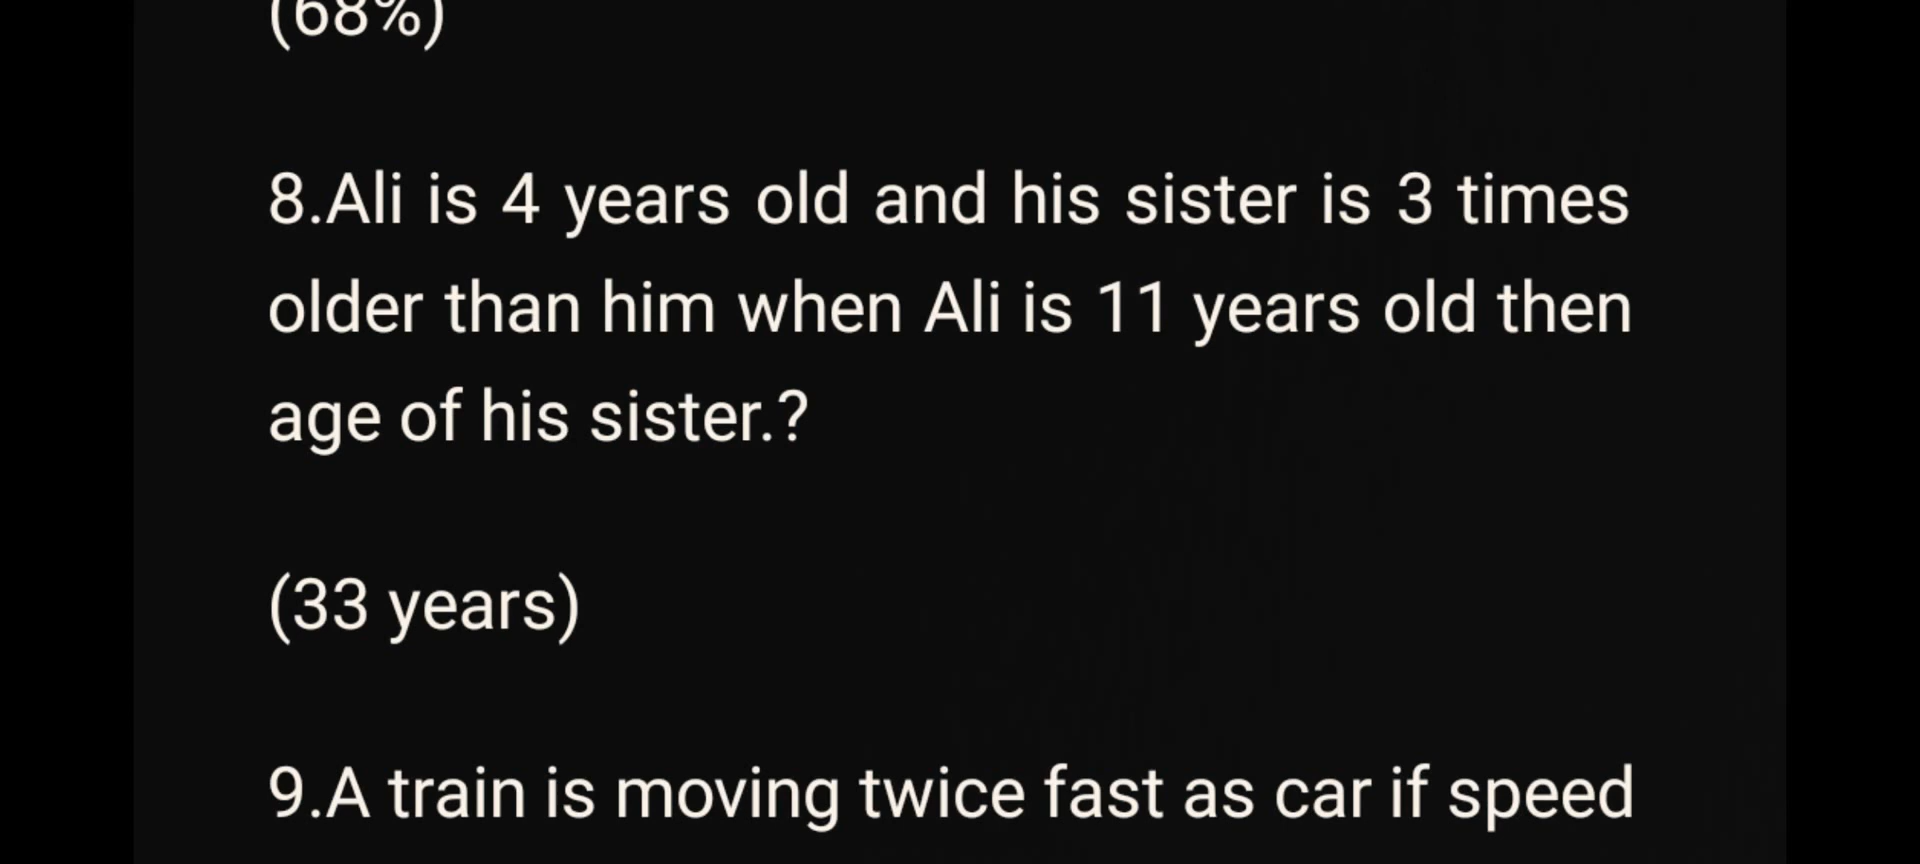 (68%)
8.Ali is 4 years old and his sister is 3 times
older than him when Ali is 11 years old then
age of his sister.?
(33 years)
9.A train is moving twice fast as car if speed